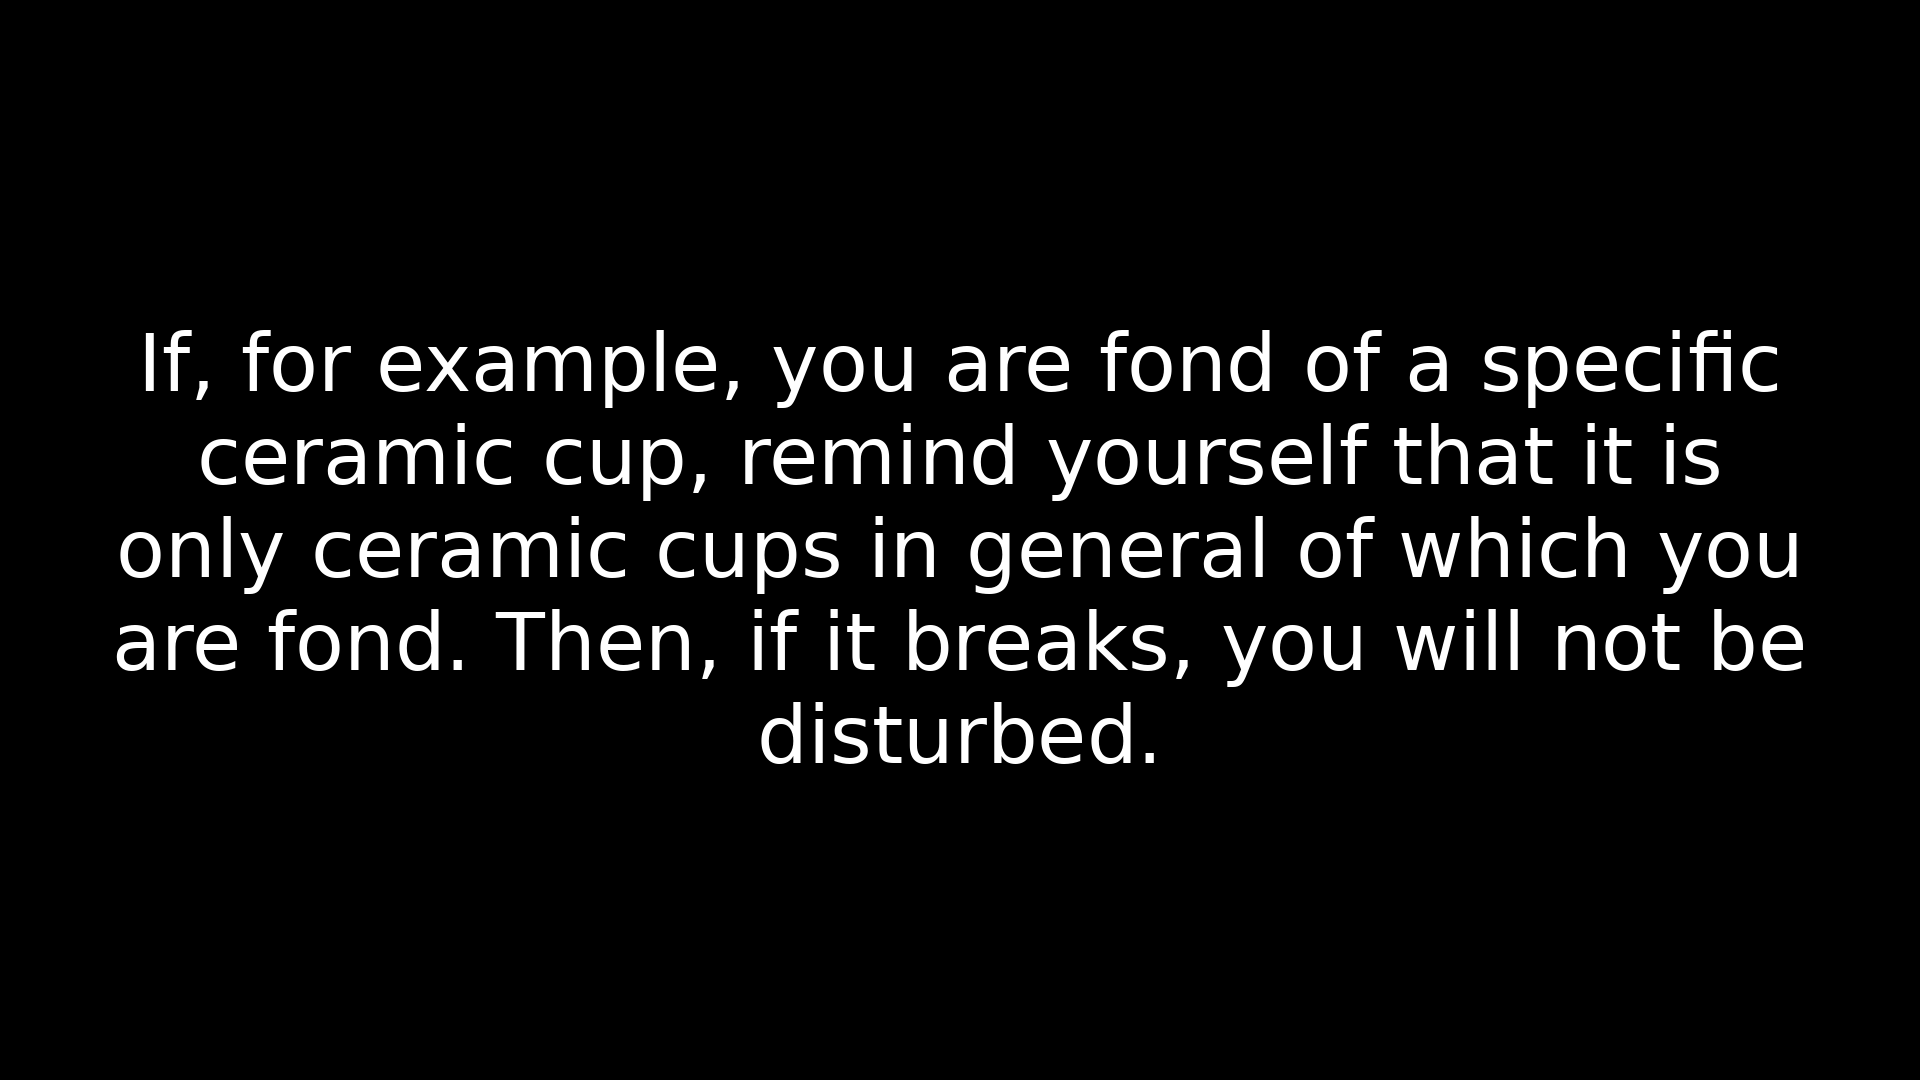 If, for example, you are fond of a specific
ceramic cup, remind yourself that it is
only ceramic cups in general of which you
are fond. Then, if it breaks, you will not be
disturbed.